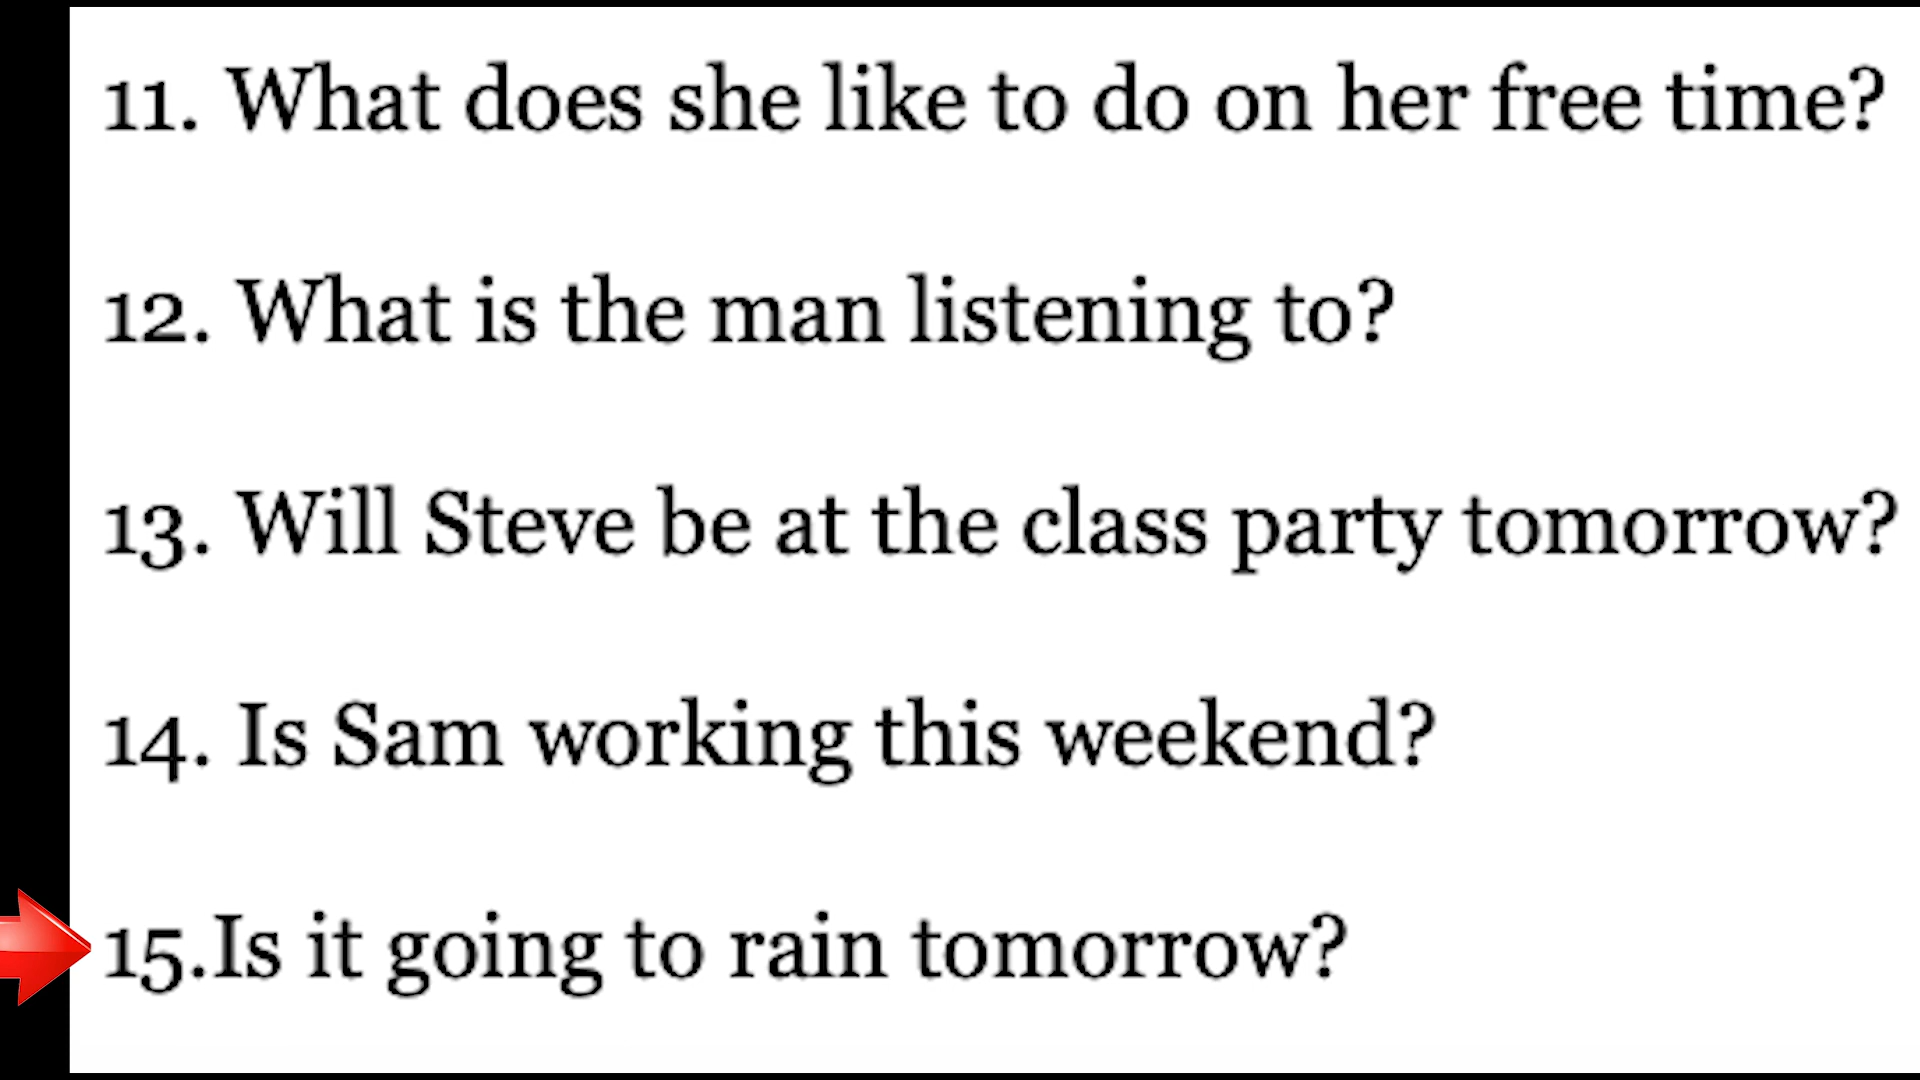 11. What does she like to do on her free time?
12. What is the man listening to?
13. Will Steve be at the class party tomorrow?
14. Is Sam working this weekend?
15.Is it going to rain tomorrow?